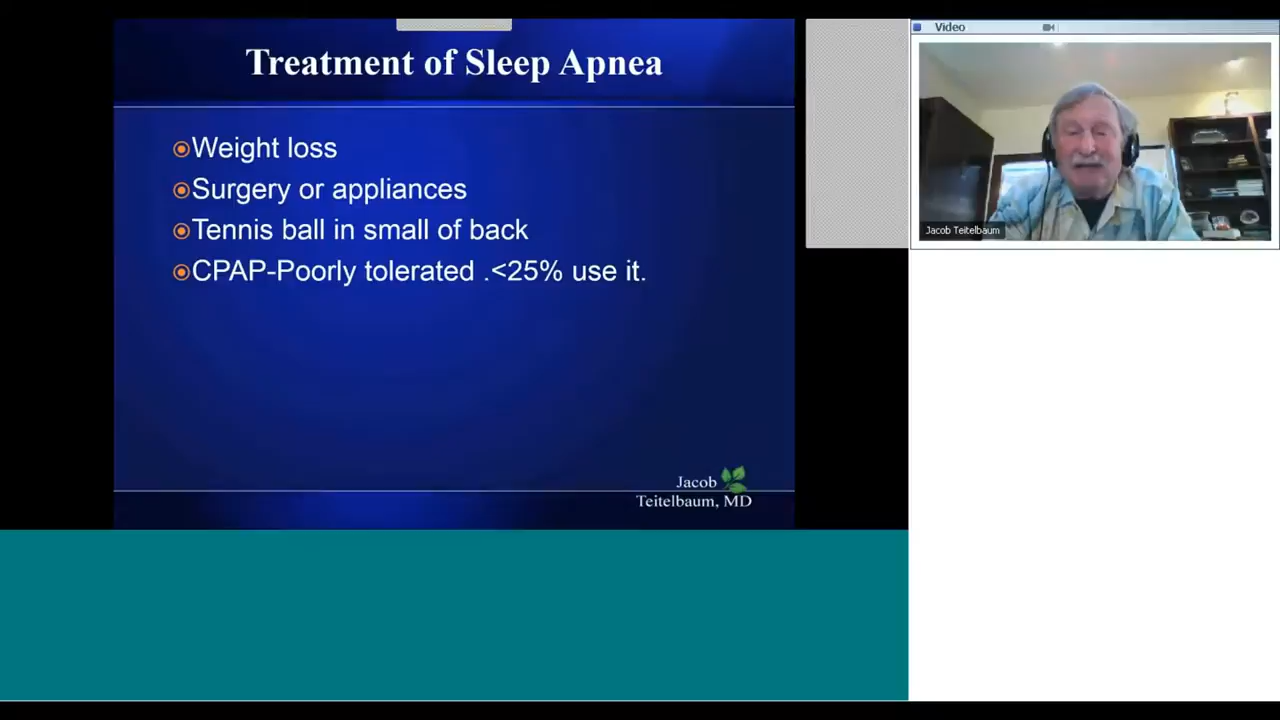 Treatment of Sleep Apnea
Weight loss
Surgery or appliances
Tennis ball in small of back
CPAP-Poorly tolerated .<25% use it.
Jacob
Teitelbaum, MD
Video
Jacob Teitelbaum